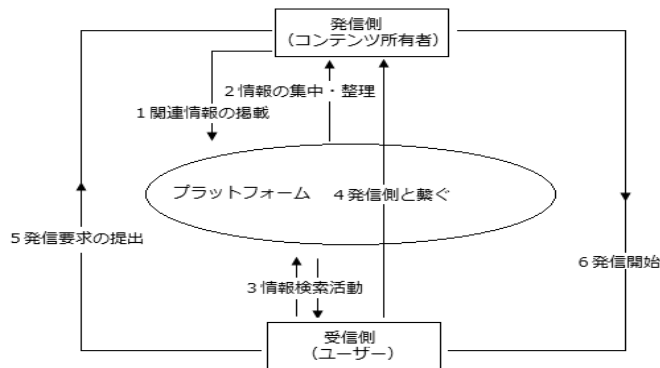 発信側
（コンテンツ所有者）
２情報の集中・整理
１関連情報の掲載
プラットフォーム
４発信側と繋ぐ
５発信要求の提出
６発信開始
３情報検索活動
受信側
（ユーザー）